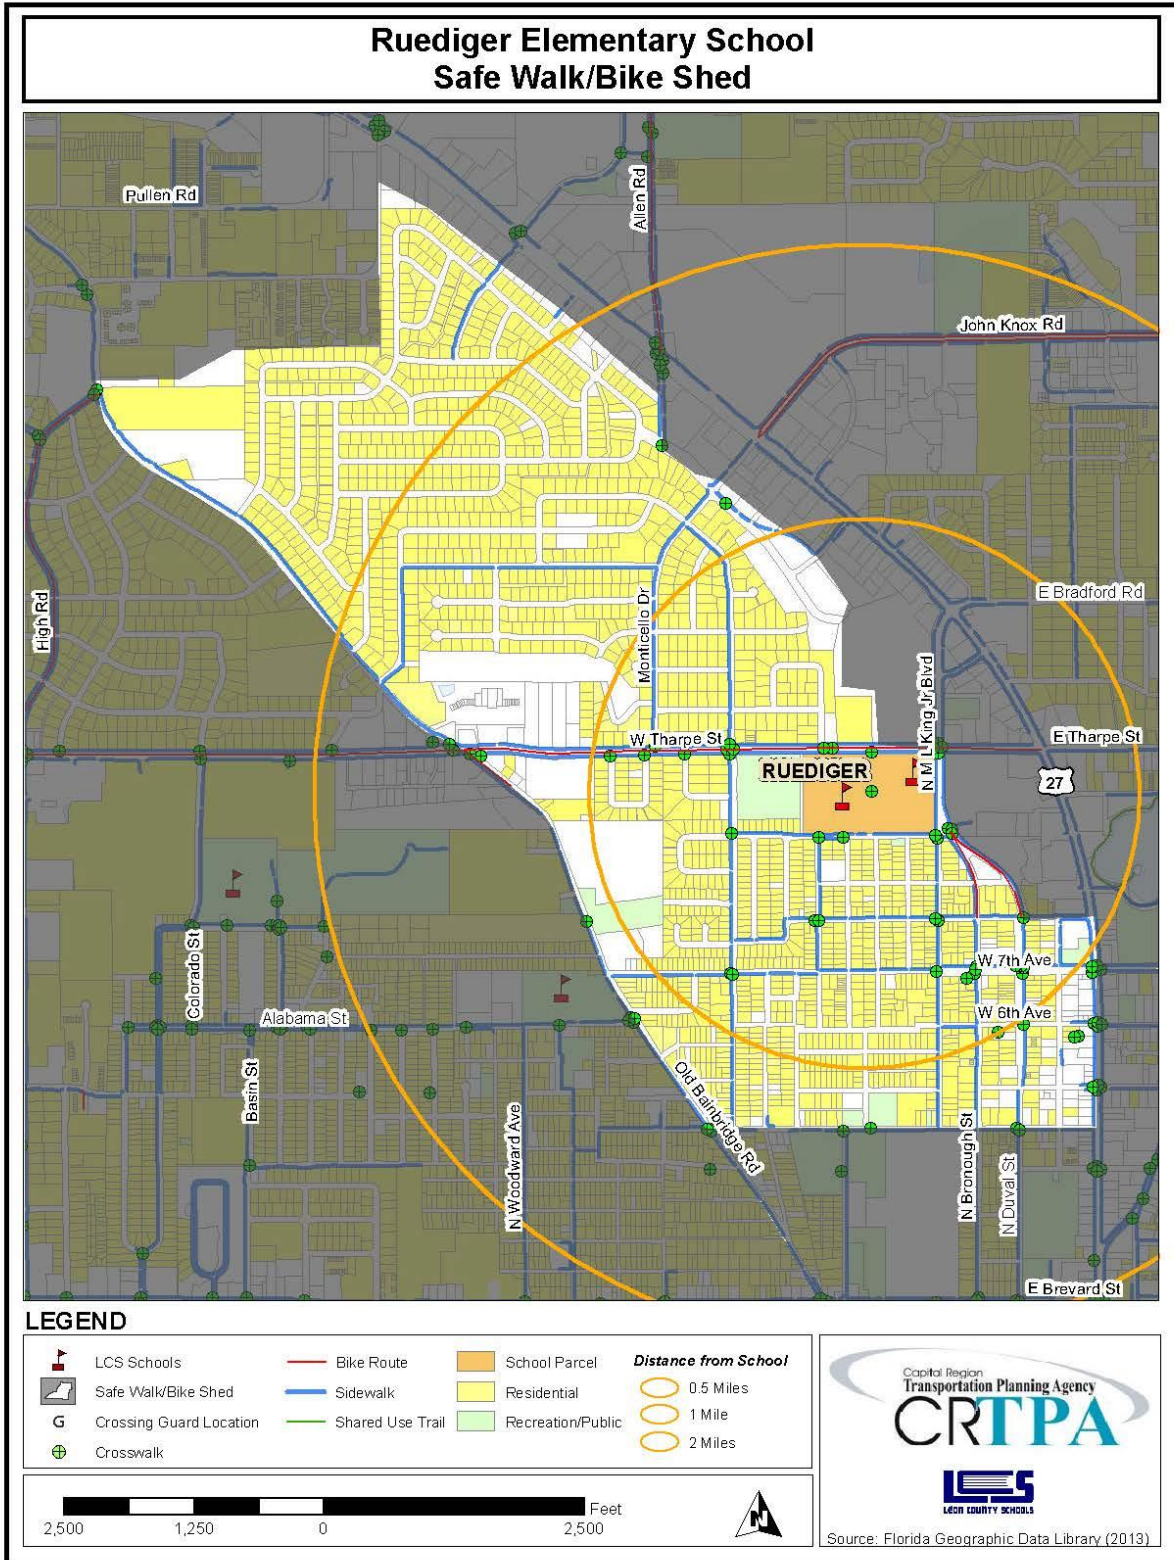 Ruediger Elementary School
Safe Walk/Bike Shed
Pullen Rd
Allen Rd
John Knox Rd
E Bradford Rd
High Rd
Monticello Dr
N M L King Jr Blvd
W Tharpe St
E Tharpe St
RUEDIGER
27
Colorado St
W 7th Ave
W 6th Ave
Alabama St
Basin St
Old Bainbridge Rd
N Woodward Ave
N Bronough St
N Duval St
E Brevard St
LEGEND
LCS Schools
Safe Walk/Bike Shed
G Crossing Guard Location
Crosswalk
Bike Route
Sidewalk
Shared Use Trail
School Parcel
Residential
Recreation/Public
Distance from School
0.5 Miles
1 Mile
2 Miles
Feet
2,500 1,250 0 2,500
N
Capital Region
Transportation Planning Agency
CRTPA
LCS
LEON COUNTY SCHOOLS
Source: Florida Geographic Data Library (2013)